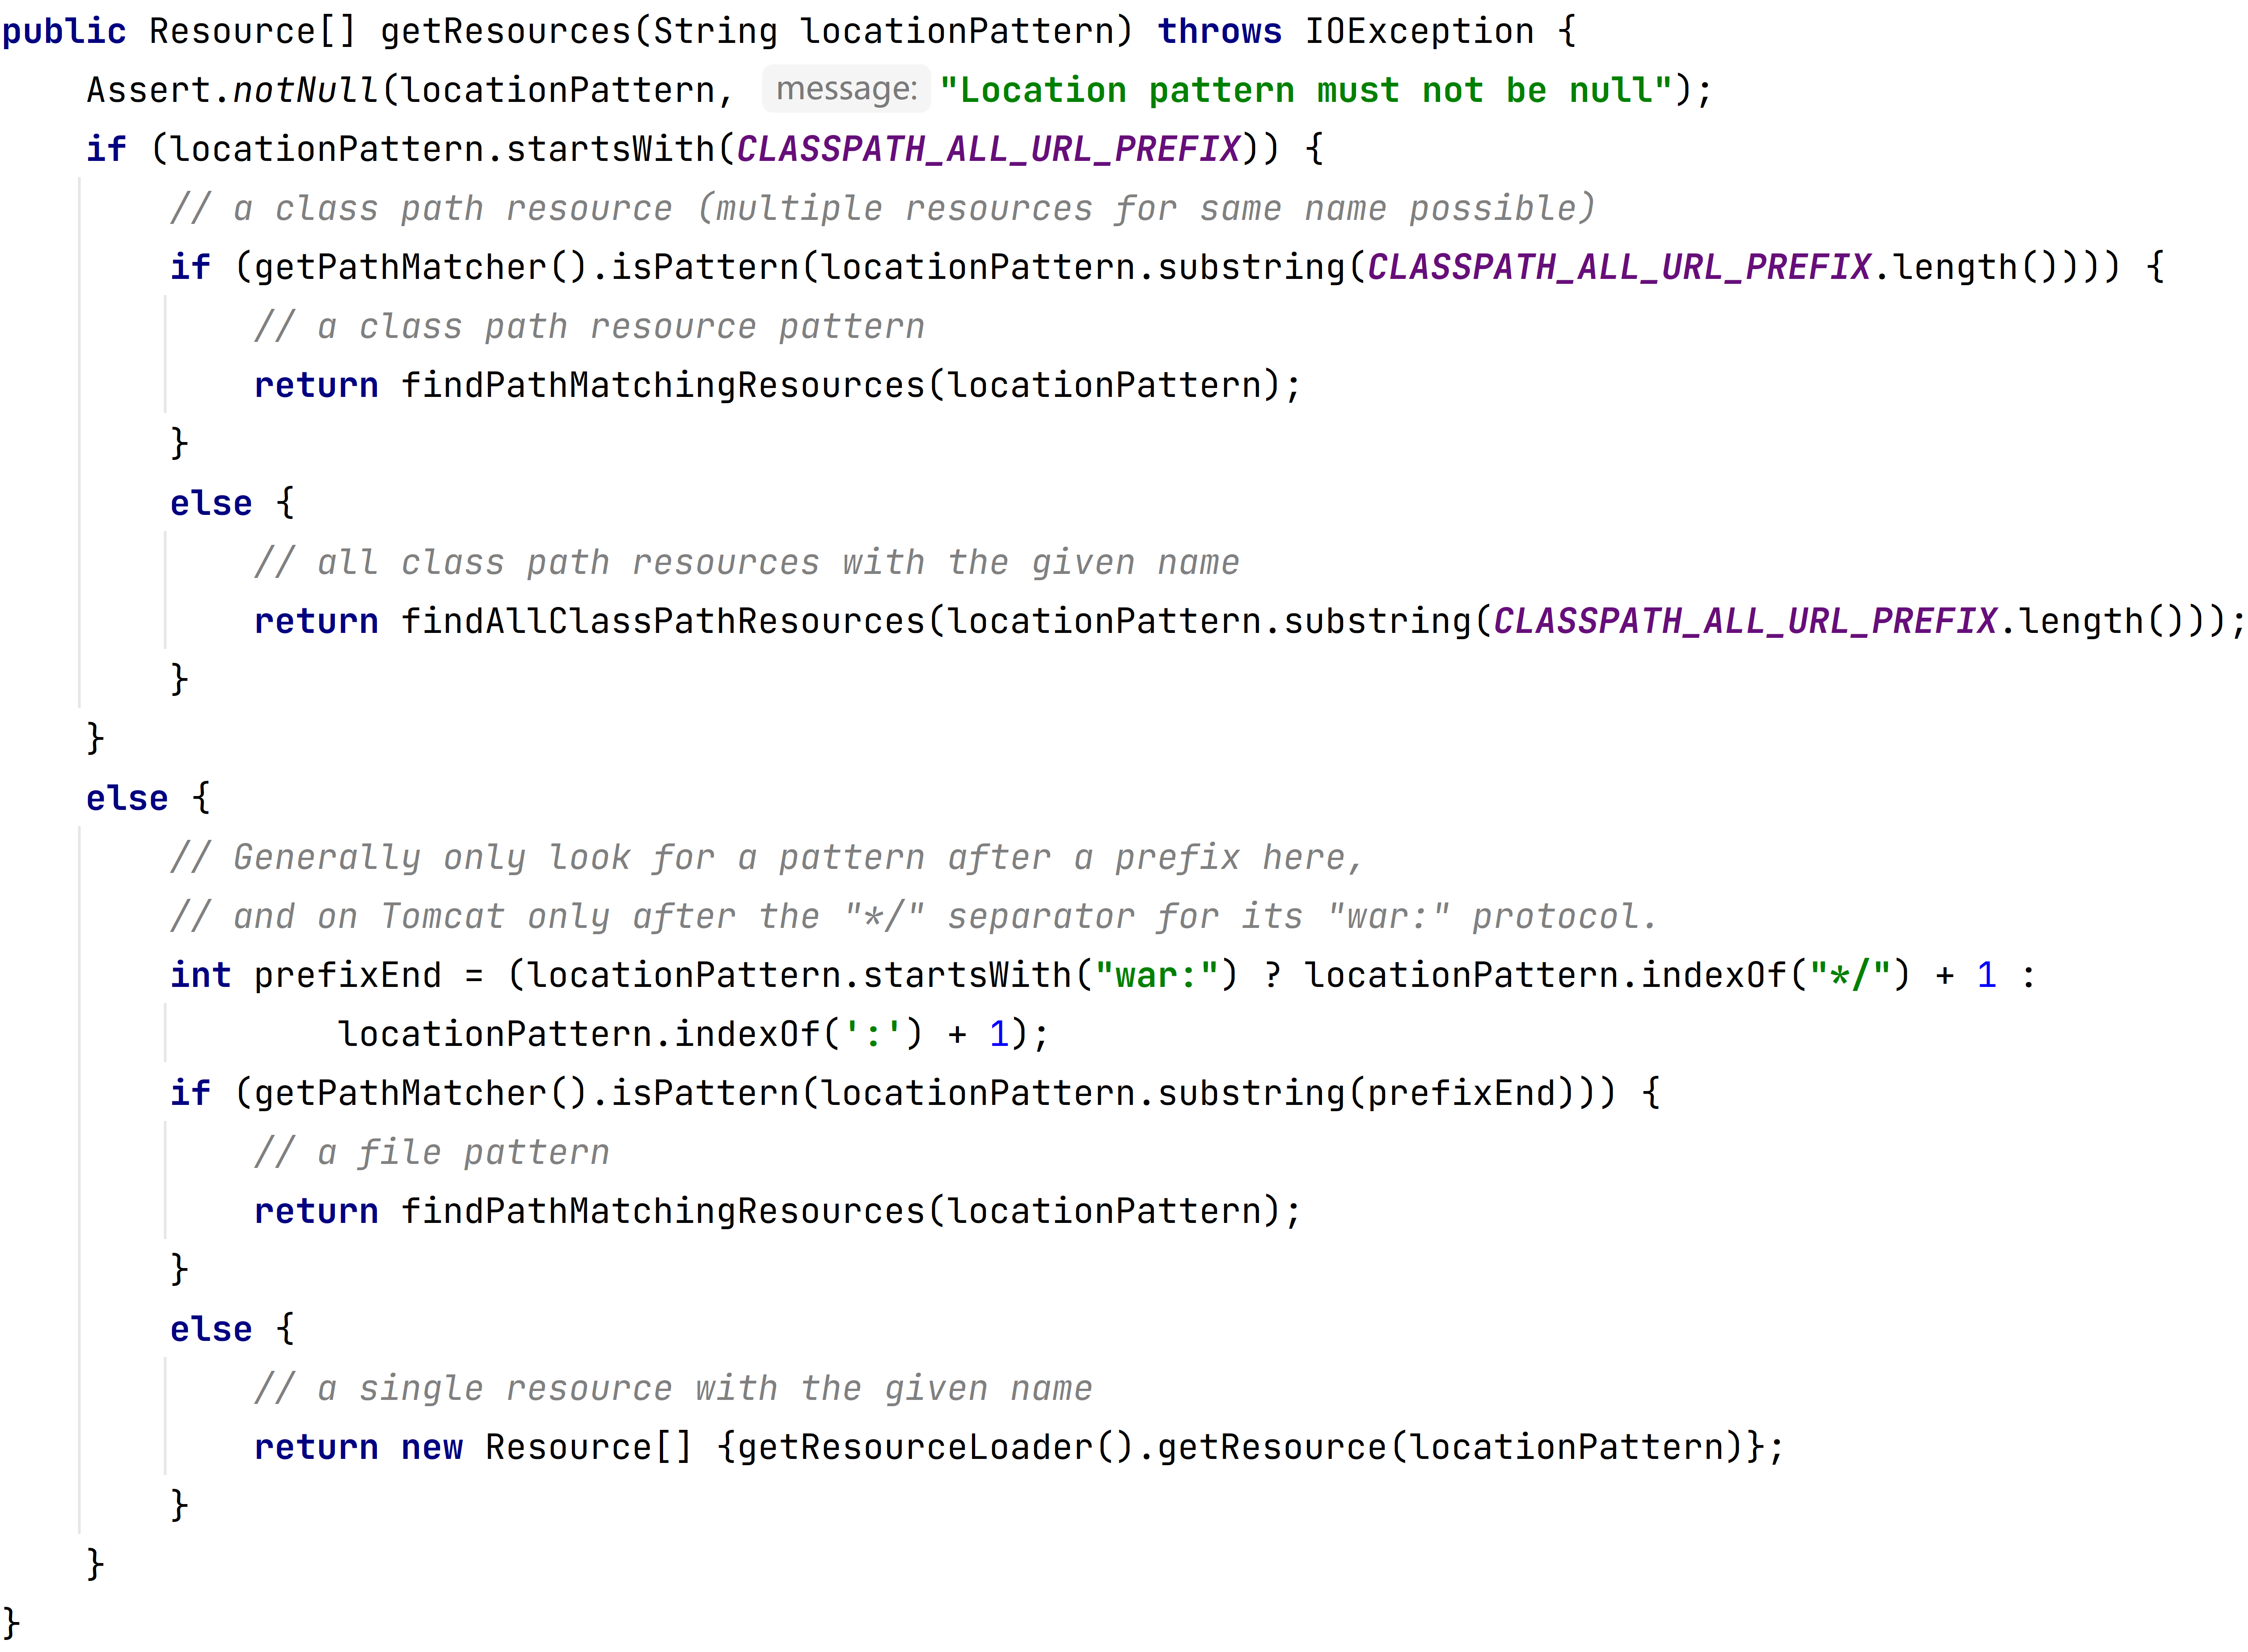 public Resource[] getResources(String locationPattern) throws IOException {
    Assert.notNull(locationPattern, message: "Location pattern must not be null");
    if (locationPattern.startsWith(CLASSPATH_ALL_URL_PREFIX)) {
        // a class path resource (multiple resources for same name possible)
        if (getPathMatcher().isPattern(locationPattern.substring(CLASSPATH_ALL_URL_PREFIX.length()))) {
            // a class path resource pattern
            return findPathMatchingResources(locationPattern);
        }
        else {
            // all class path resources with the given name
            return findAllClassPathResources(locationPattern.substring(CLASSPATH_ALL_URL_PREFIX.length()));
        }
    }
    else {
        // Generally only look for a pattern after a prefix here,
        // and on Tomcat only after the "*/" separator for its "war:" protocol.
        int prefixEnd = (locationPattern.startsWith("war:") ? locationPattern.indexOf("*/") + 1 :
                locationPattern.indexOf(':') + 1);
        if (getPathMatcher().isPattern(locationPattern.substring(prefixEnd))) {
            // a file pattern
            return findPathMatchingResources(locationPattern);
        }
        else {
            // a single resource with the given name
            return new Resource[] {getResourceLoader().getResource(locationPattern)};
        }
    }
}